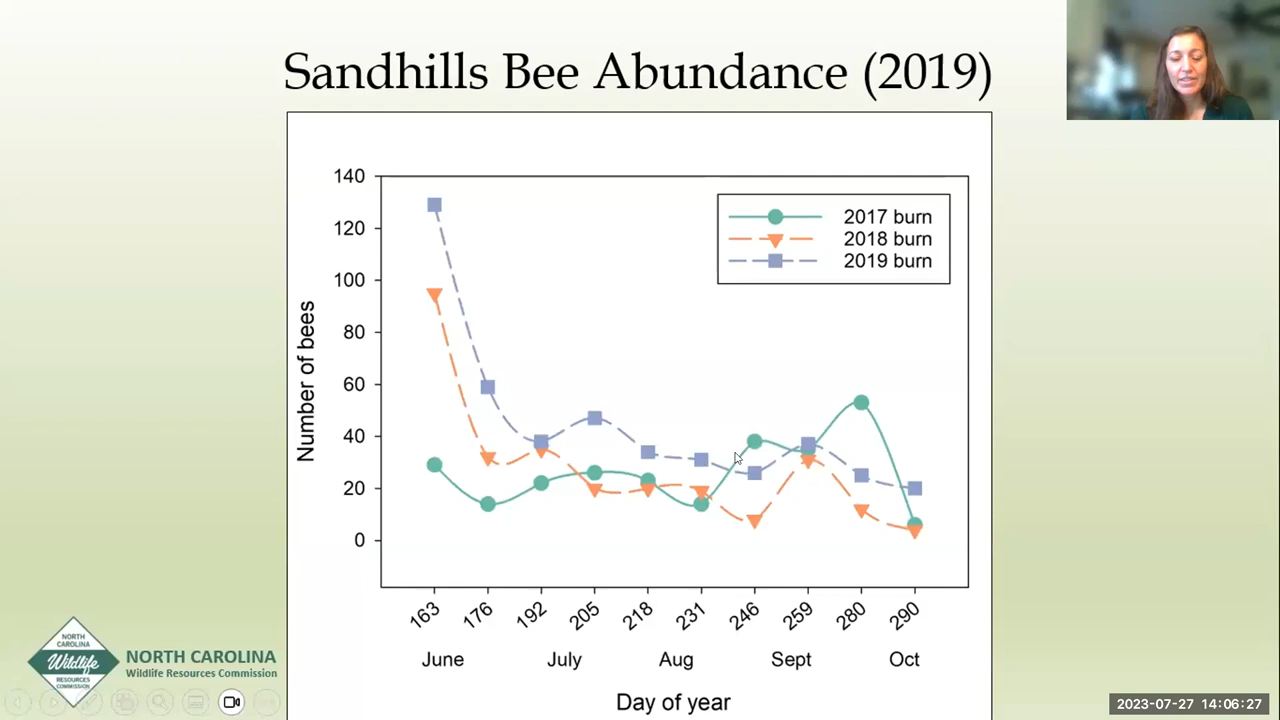 Sandhills Bee Abundance (2019)
140
120
100
80
60
40
20
0
Number of bees
2017 burn
2018 burn
2019 burn
163 176 192 205 218 231 246 259 280 290
June July Aug Sept Oct
Day of year
NORTH
CAROLINA
Wildlife
RESOURCES
COMMISSION
NORTH CAROLINA
Wildlife Resources Commission
2023-07-27 14:06:27